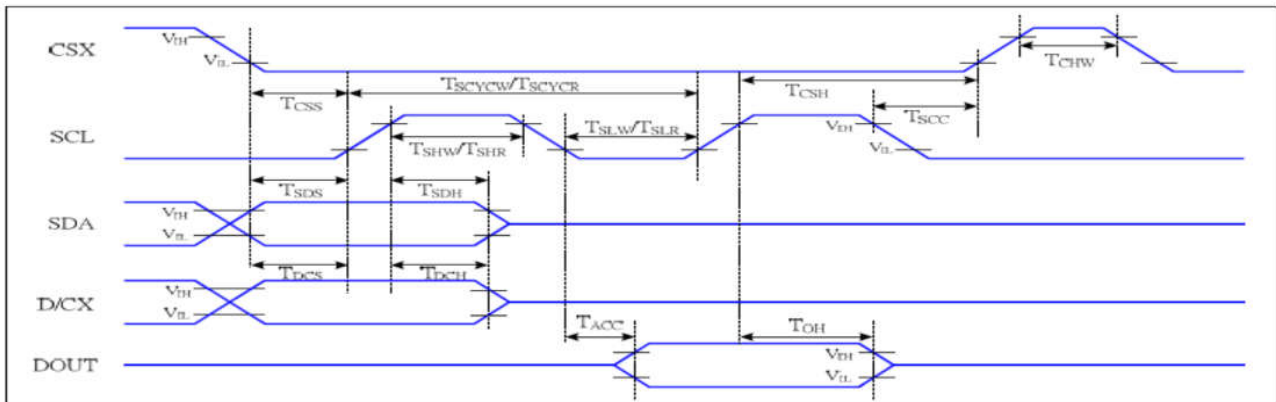 CSX VIH
VIL
TCSS TSCYCW/TSCYCR TCSH TCHW
SCL TSHW/TSHR TSLW/TSLR VIH TSCC
VIL
TSDS TSDH
SDA VIH
VIL
TDCS TDCH
D/CX VIH
VIL
TACC TOH
DOUT VIH
VIL